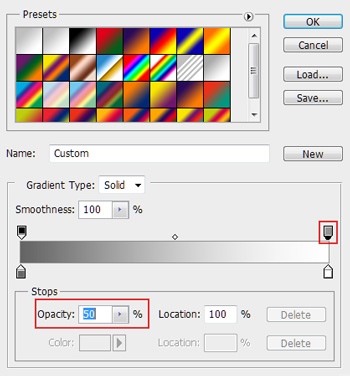 Presets
OK
Cancel
Load...
Save...
Name: Custom
New
Gradient Type: Solid
Smoothness: 100 %
Stops
Opacity: 50 % Location: 100 % Delete
Color: Location: % Delete